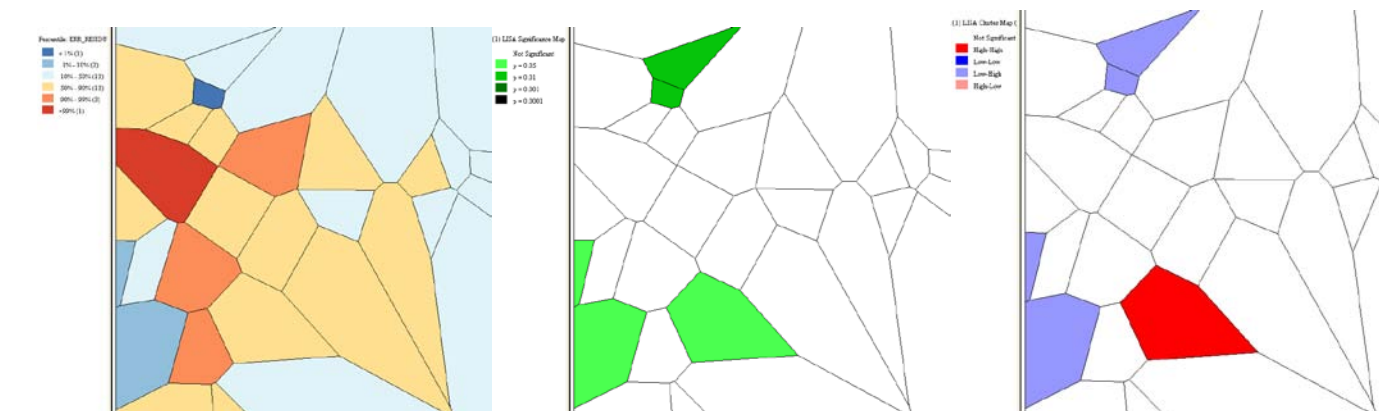 Percentile: ERR_RESIDU
< 1% (1)
1% - 10% (3)
10% - 50% (13)
50% - 90% (13)
90% - 99% (3)
>99% (1)
(1) LISA Significance Map
Not Significant
p = 0.05
p = 0.01
p = 0.001
p = 0.0001
(1) LISA Cluster Map (
Not Significant
High-High
Low-Low
Low-High
High-Low